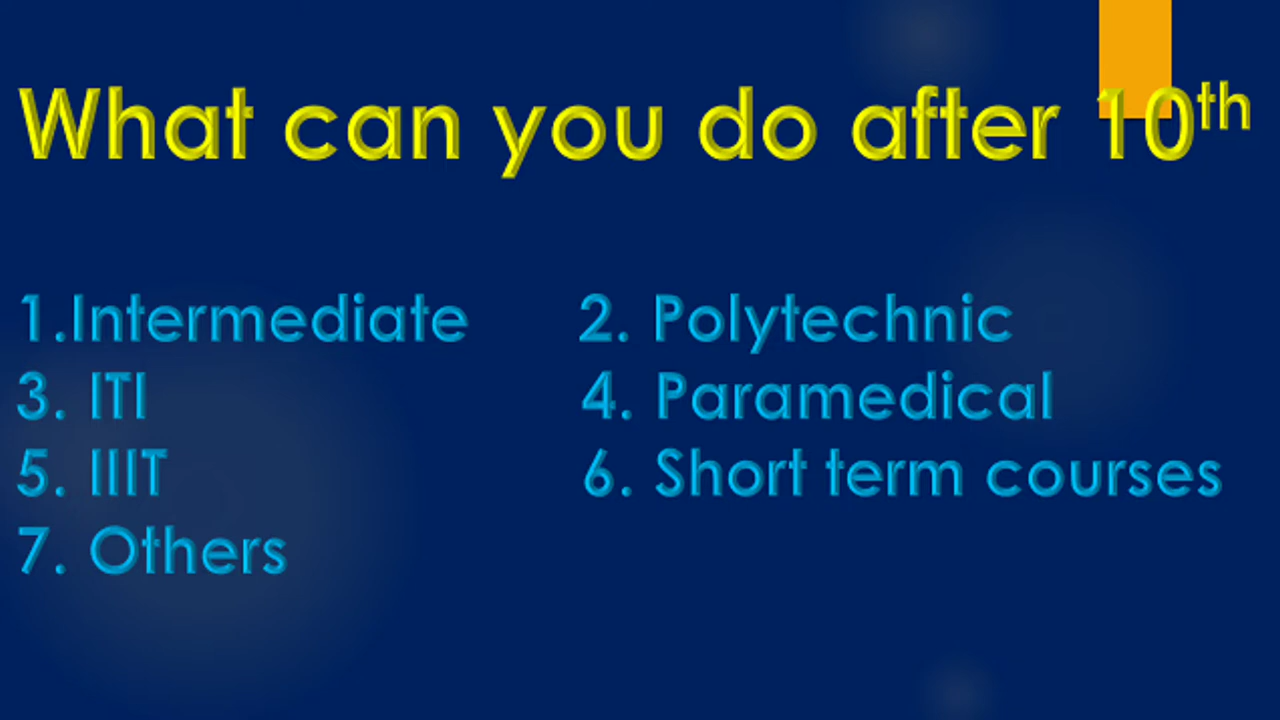 What can you do after 10th
1.Intermediate 2. Polytechnic
3. ITI 4. Paramedical
5. IIIT 6. Short term courses
7. Others